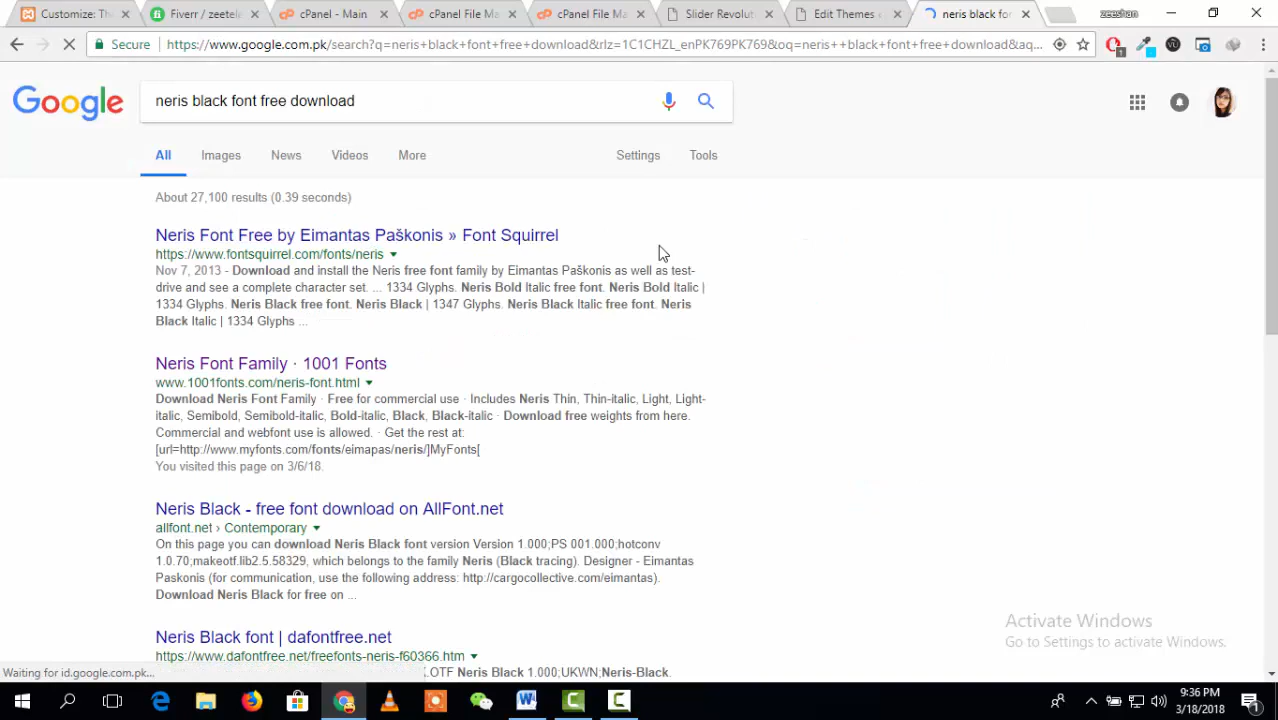 Customize: Th
Fiverr / zeetele
cPanel - Main
cPanel File Ma
cPanel File Ma
Slider Revolut
Edit Themes ‹
neris black fo
zeeshan
Secure
https://www.google.com.pk/search?q=neris+black+font+free+download&rlz=1C1CHZL_enPK769PK769&oq=neris++black+font+free+download&aq...
Google
neris black font free download
All
Images
News
Videos
More
Settings
Tools
About 27,100 results (0.39 seconds)
Neris Font Free by Eimantas Paškonis » Font Squirrel
https://www.fontsquirrel.com/fonts/neris
Nov 7, 2013 - Download and install the Neris free font family by Eimantas Paškonis as well as test-
drive and see a complete character set. ... 1334 Glyphs. Neris Bold Italic free font. Neris Bold Italic |
1334 Glyphs. Neris Black free font. Neris Black | 1347 Glyphs. Neris Black Italic free font. Neris
Black Italic | 1334 Glyphs ...
Neris Font Family · 1001 Fonts
www.1001fonts.com/neris-font.html
Download Neris Font Family · Free for commercial use · Includes Neris Thin, Thin-italic, Light, Light-
italic, Semibold, Semibold-italic, Bold-italic, Black, Black-italic · Download free weights from here.
Commercial and webfont use is allowed. · Get the rest at:
[url=http://www.myfonts.com/fonts/eimapas/neris/]MyFonts[
You visited this page on 3/6/18.
Neris Black - free font download on AllFont.net
allfont.net › Contemporary
On this page you can download Neris Black font version Version 1.000;PS 001.000;hotconv
1.0.70;makeotf.lib2.5.58329, which belongs to the family Neris (Black tracing). Designer - Eimantas
Paskonis (for communication, use the following address: http://cargocollective.com/eimantas).
Download Neris Black for free on ...
Neris Black font | dafontfree.net
https://www.dafontfree.net/freefonts-neris-f60366.htm
.OTF Neris Black 1.000;UKWN;Neris-Black.
Waiting for id.google.com.pk...
Activate Windows
Go to Settings to activate Windows.
9:36 PM
3/18/2018